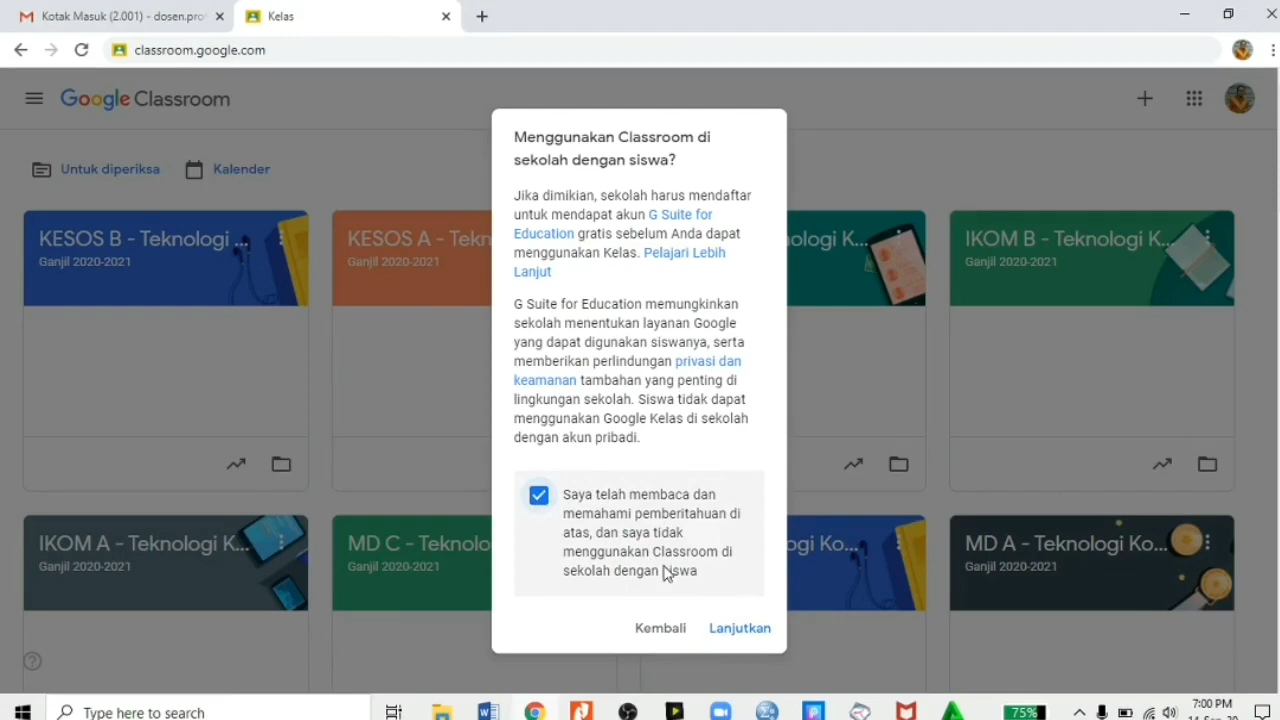 Kotak Masuk (2.001) - dosen.pro
Kelas
classroom.google.com
Google Classroom
Untuk diperiksa
Kalender
KESOS B - Teknologi ...
Ganjil 2020-2021
KESOS A - Tekn
Ganjil 2020-2021
ologi K...
IKOM B - Teknologi K...
Ganjil 2020-2021
Menggunakan Classroom di
sekolah dengan siswa?
Jika dimikian, sekolah harus mendaftar
untuk mendapat akun G Suite for
Education gratis sebelum Anda dapat
menggunakan Kelas. Pelajari Lebih
Lanjut
G Suite for Education memungkinkan
sekolah menentukan layanan Google
yang dapat digunakan siswanya, serta
memberikan perlindungan privasi dan
keamanan tambahan yang penting di
lingkungan sekolah. Siswa tidak dapat
menggunakan Google Kelas di sekolah
dengan akun pribadi.
Saya telah membaca dan
memahami pemberitahuan di
atas, dan saya tidak
menggunakan Classroom di
sekolah dengan siswa
Kembali
Lanjutkan
IKOM A - Teknologi K...
Ganjil 2020-2021
MD C - Teknolo
Ganjil 2020-2021
ogi Ko...
MD A - Teknologi Ko...
Ganjil 2020-2021
Type here to search
75%
7:00 PM